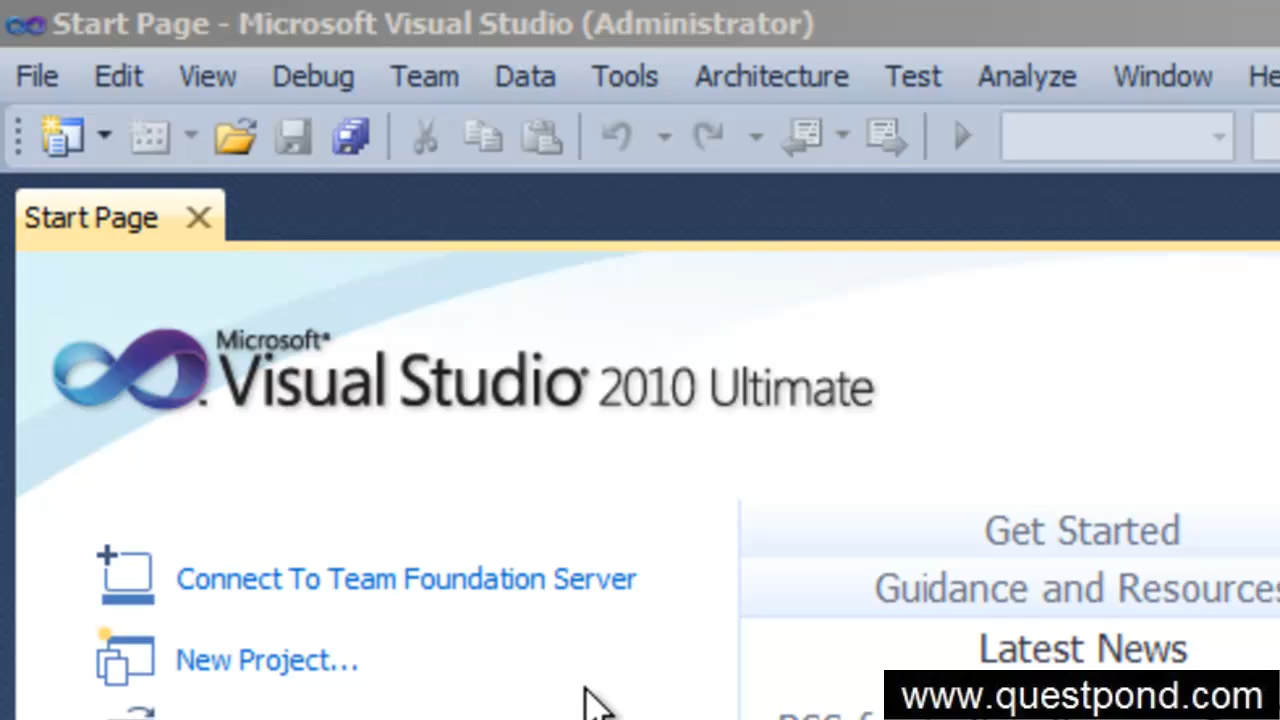 Start Page - Microsoft Visual Studio (Administrator)
File Edit View Debug Team Data Tools Architecture Test Analyze Window
Start Page
Microsoft®
Visual Studio® 2010 Ultimate
Connect To Team Foundation Server
New Project...
Get Started
Guidance and Resources
Latest News
www.questpond.com